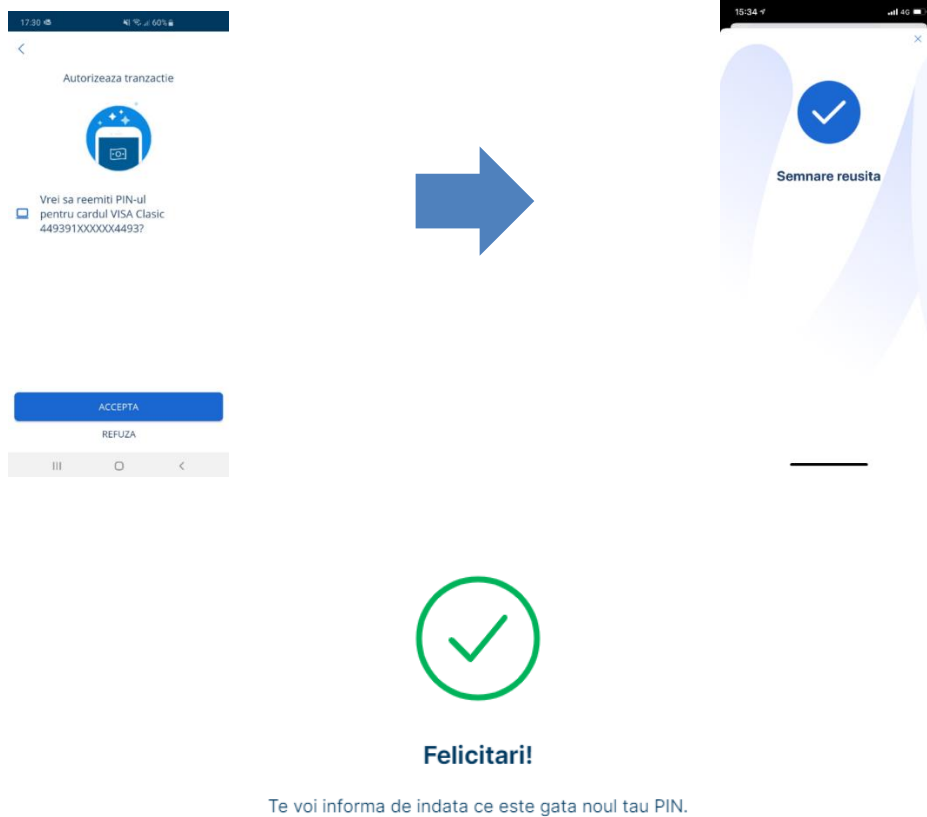 17:30 60%
15:34 4G
Autorizeaza tranzactie
Vrei sa reemiti PIN-ul
pentru cardul VISA Clasic
449391XXXXXX4493?
Semnare reusita
ACCEPTA
REFUZA
Felicitari!
Te voi informa de indata ce este gata noul tau PIN.